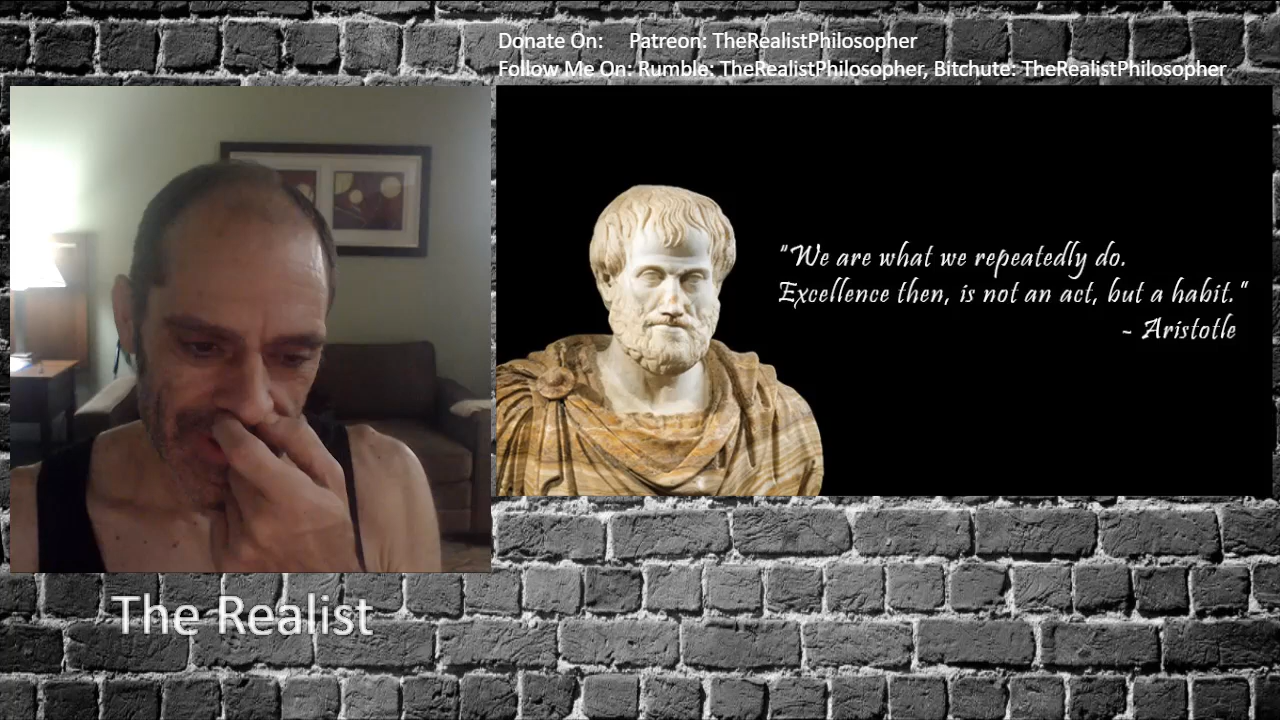 Donate On: Patreon: TheRealistPhilosopher
Follow Me On: Rumble: TheRealistPhilosopher, Bitchute: TheRealistPhilosopher
"We are what we repeatedly do.
Excellence then, is not an act, but a habit."
~ Aristotle
The Realist